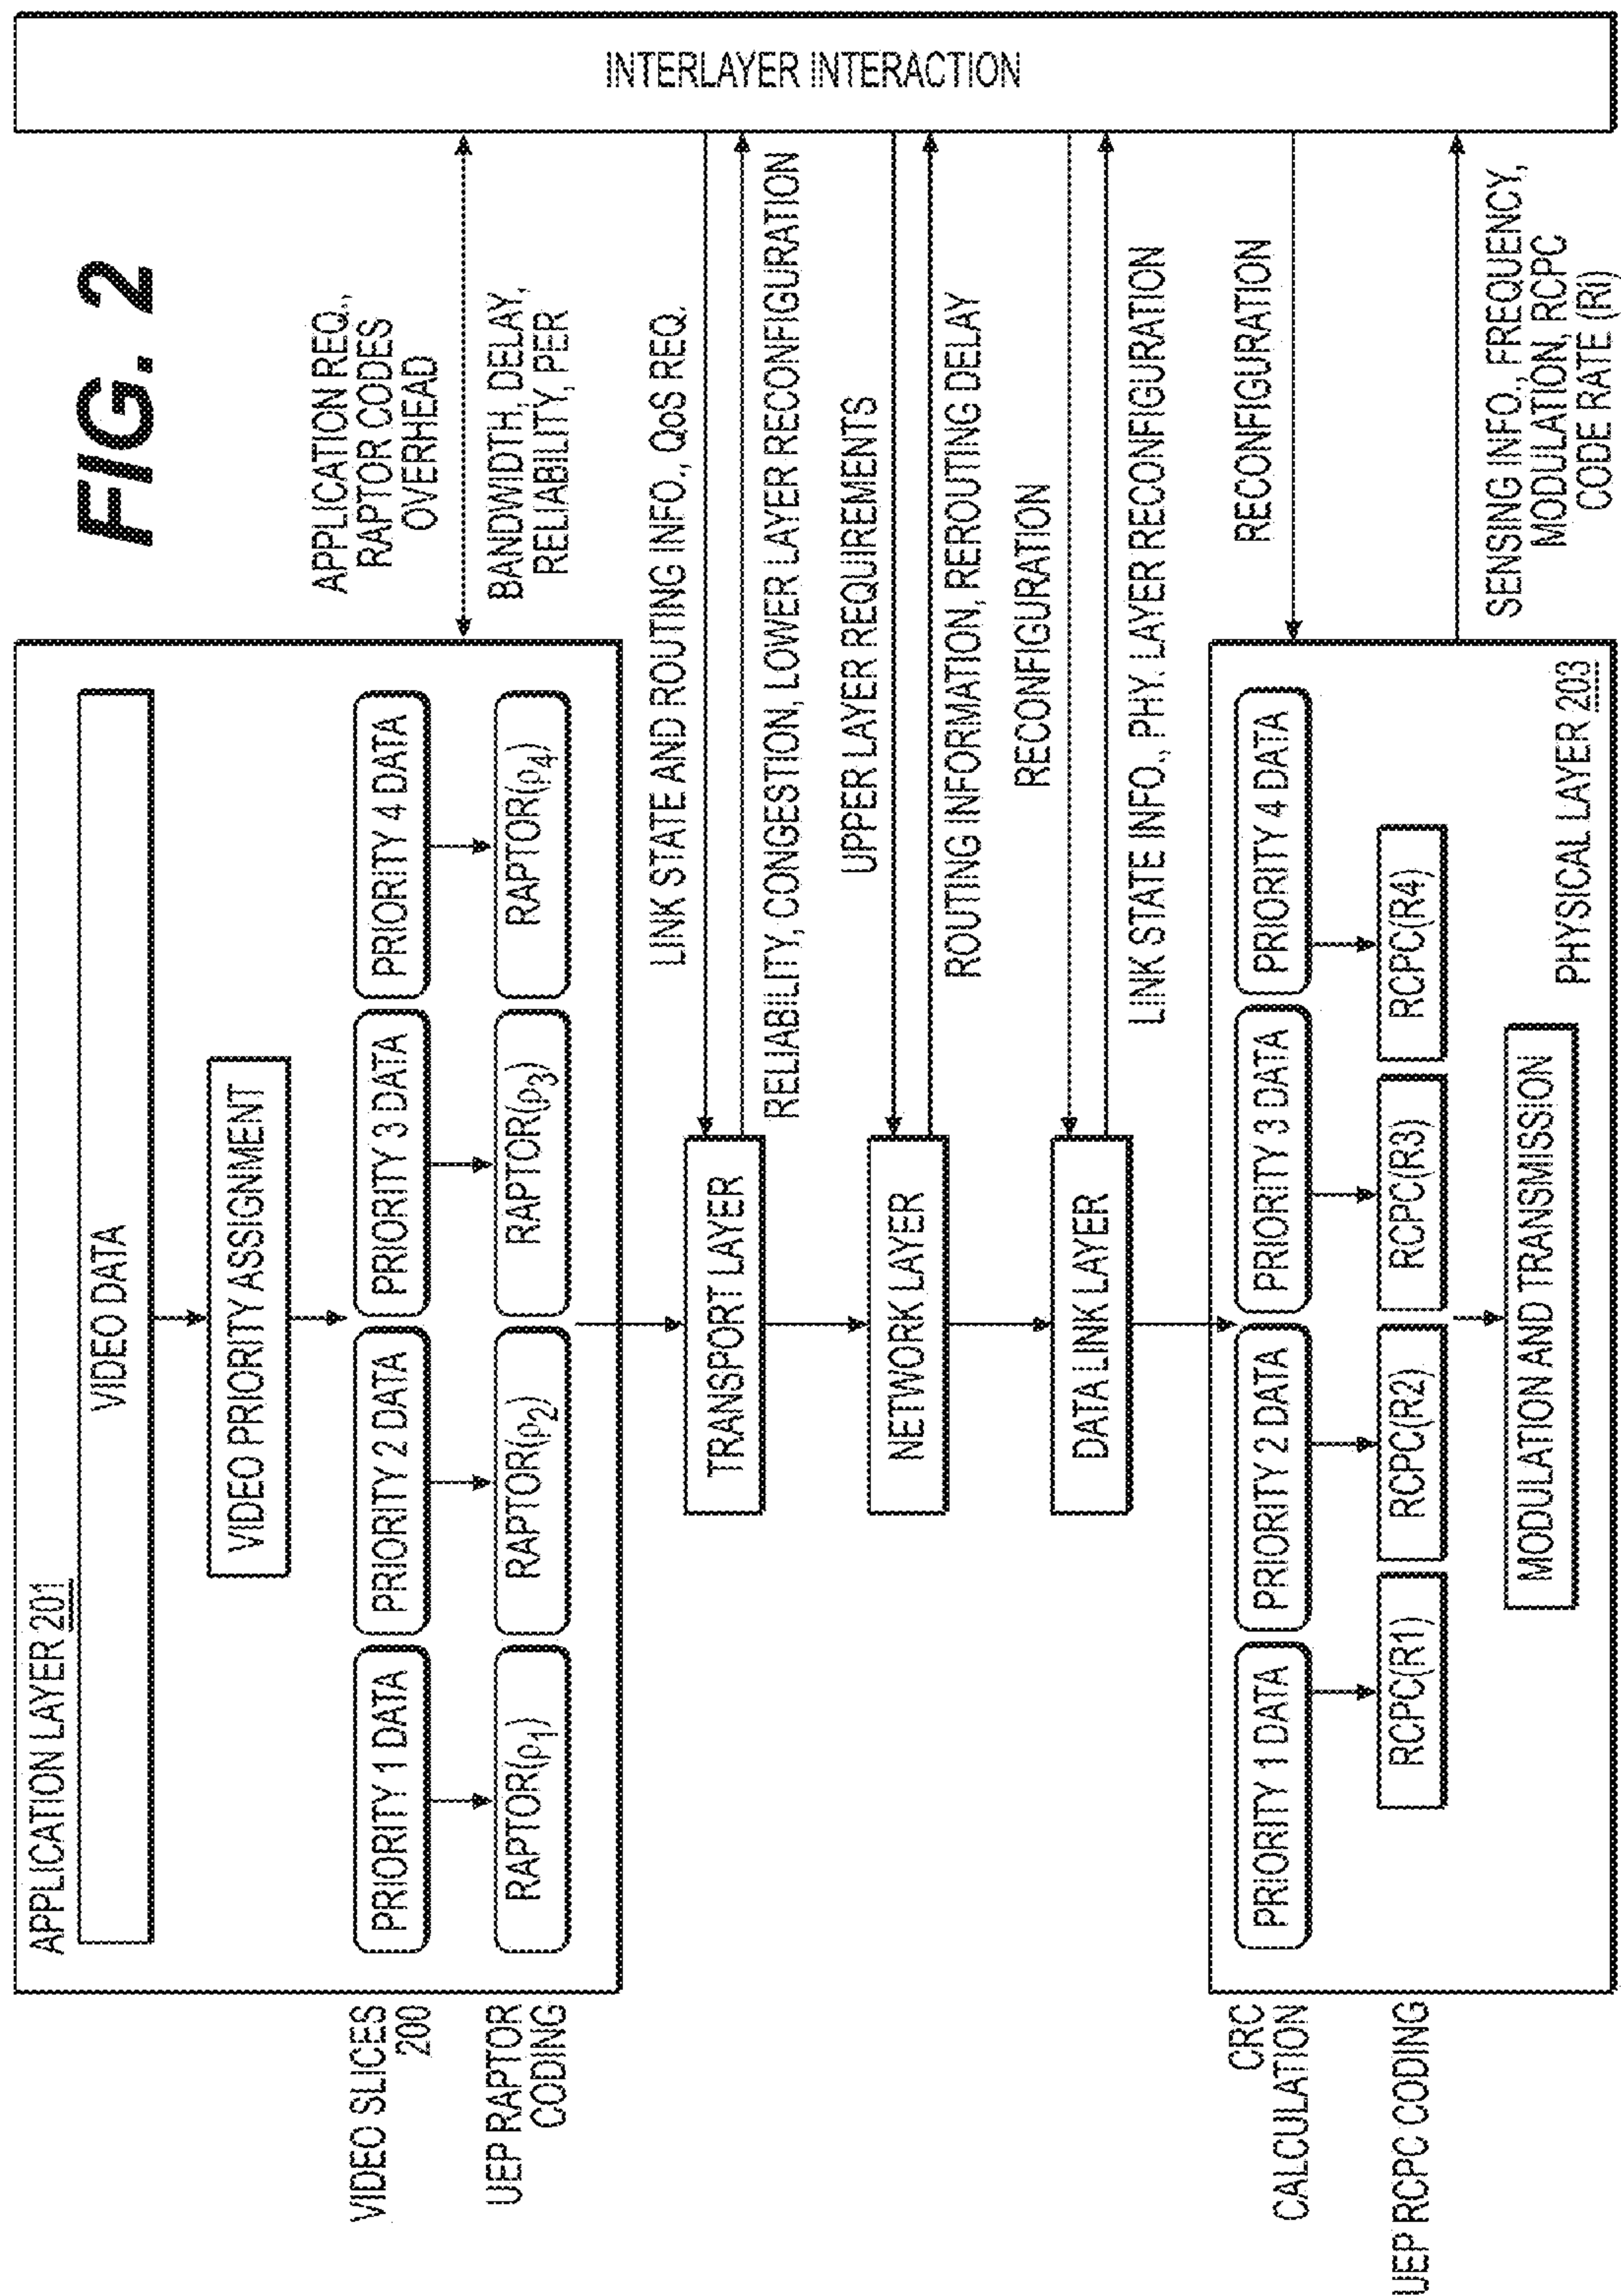 FIG. 2
APPLICATION LAYER 201
VIDEO DATA
VIDEO PRIORITY ASSIGNMENT
VIDEO SLICES
200
PRIORITY 1 DATA
PRIORITY 2 DATA
PRIORITY 3 DATA
PRIORITY 4 DATA
UEP RAPTOR
CODING
RAPTOR(ρ1)
RAPTOR(ρ2)
RAPTOR(ρ3)
RAPTOR(ρ4)
APPLICATION REQ.,
RAPTOR CODES
OVERHEAD
BANDWIDTH, DELAY,
RELIABILITY, PER
LINK STATE AND ROUTING INFO., QoS REQ.
TRANSPORT LAYER
RELIABILITY, CONGESTION, LOWER LAYER RECONFIGURATION
UPPER LAYER REQUIREMENTS
NETWORK LAYER
ROUTING INFORMATION, REROUTING DELAY
RECONFIGURATION
DATA LINK LAYER
LINK STATE INFO., PHY. LAYER RECONFIGURATION
CRC
CALCULATION
PRIORITY 1 DATA
PRIORITY 2 DATA
PRIORITY 3 DATA
PRIORITY 4 DATA
RECONFIGURATION
UEP RCPC CODING
RCPC(R1)
RCPC(R2)
RCPC(R3)
RCPC(R4)
MODULATION AND TRANSMISSION
PHYSICAL LAYER 203
SENSING INFO., FREQUENCY,
MODULATION, RCPC
CODE RATE (Ri)
INTERLAYER INTERACTION